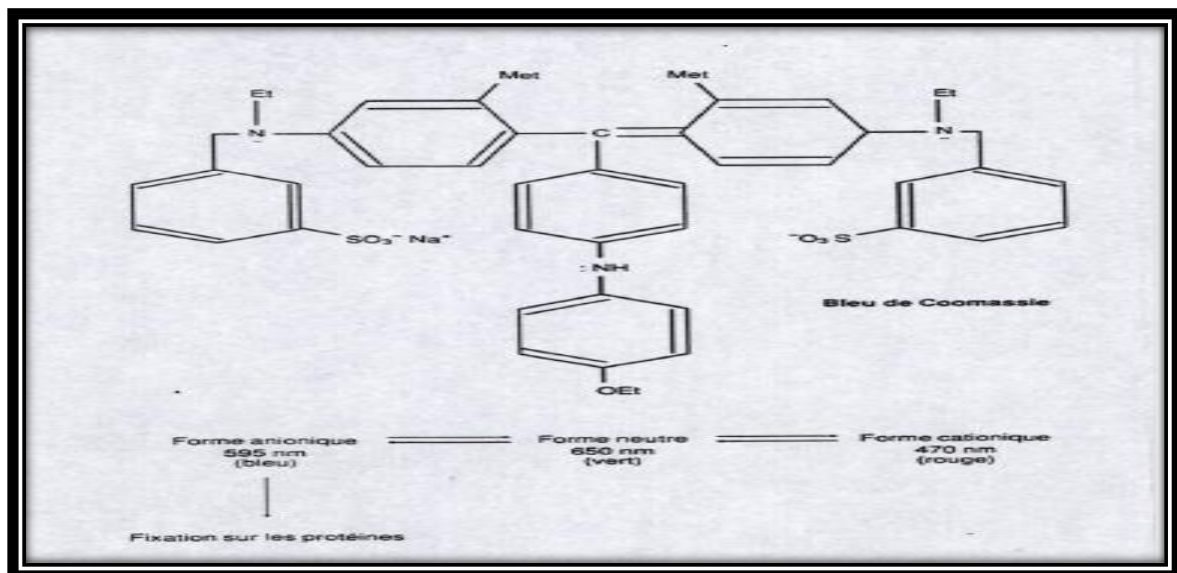 Met Met
Et Et
N C N
SO₃⁻ Na⁺ ⁻O₃S
: NH
Bleu de Coomassie
OEt
Forme anionique Forme neutre Forme cationique
595 nm 650 nm 470 nm
(bleu) (vert) (rouge)
Fixation sur les protéines